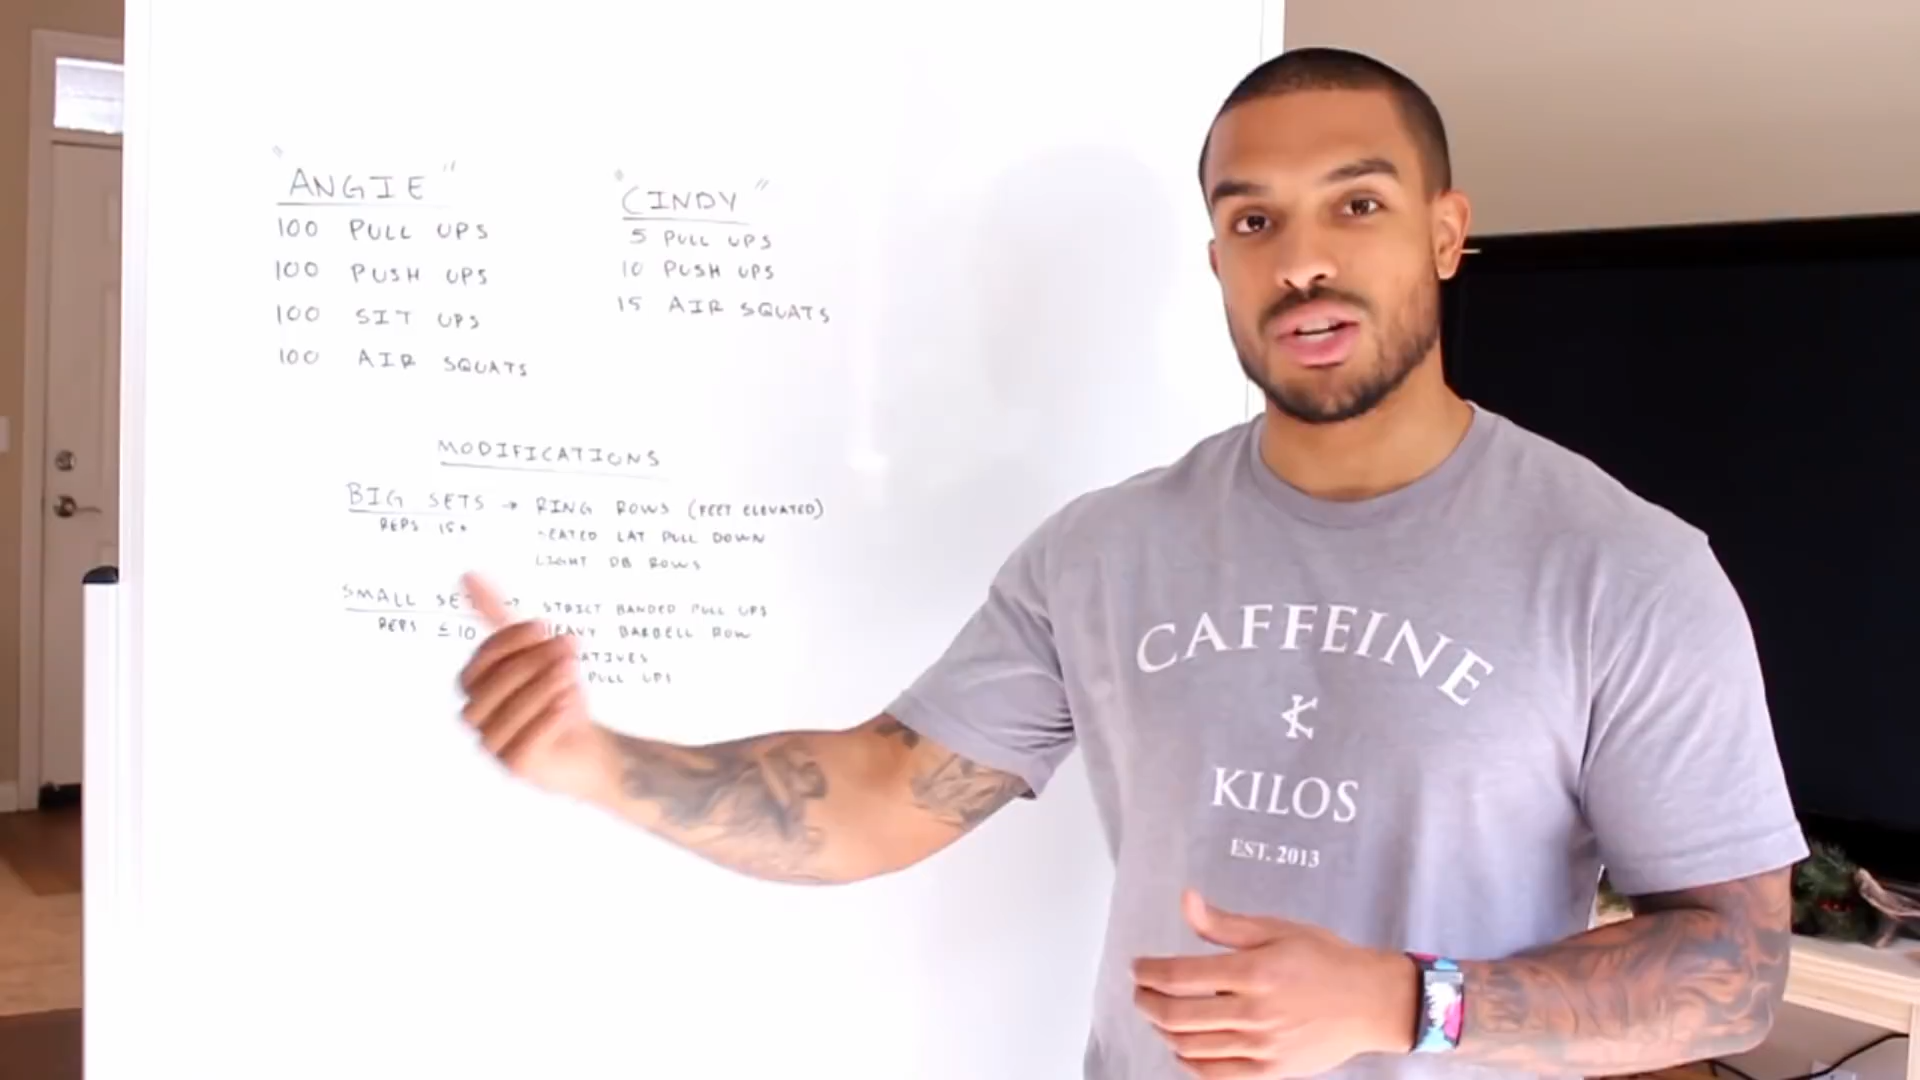 "ANGIE"
100 PULL UPS
100 PUSH UPS
100 SIT UPS
100 AIR SQUATS
"CINDY"
5 PULL UPS
10 PUSH UPS
15 AIR SQUATS
MODIFICATIONS
BIG SETS → RING ROWS (FEET ELEVATED)
REPS 15+
SEATED LAT PULL DOWN
LIGHT DB ROWS
SMALL SET → STRICT BANDED PULL UPS
REPS ≤ 10
HEAVY BARBELL ROW
ATIVES
PULL UPS
CAFFEINE
K
KILOS
EST. 2013